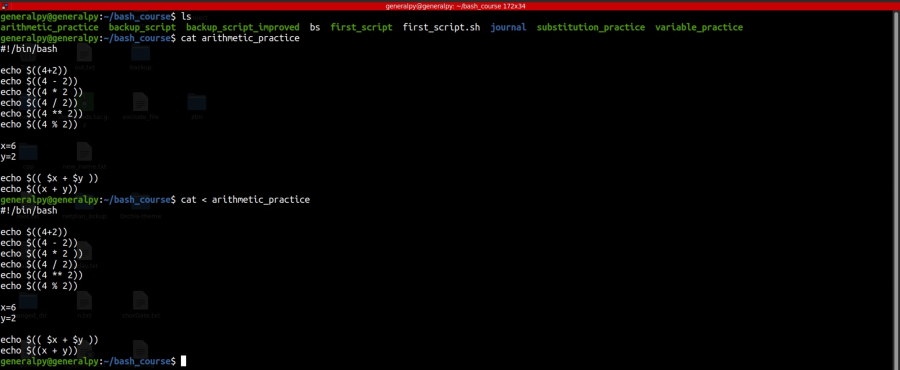 generalpy@generalpy: ~/bash_course 172x34
generalpy@generalpy:~/bash_course$ ls
arithmetic_practice  backup_script  backup_script_improved  bs  first_script  first_script.sh  journal  substitution_practice  variable_practice
generalpy@generalpy:~/bash_course$ cat arithmetic_practice
#!/bin/bash
echo $((4+2))
echo $((4 - 2))
echo $((4 * 2 ))
echo $((4 / 2))
echo $((4 ** 2))
echo $((4 % 2))
x=6
y=2
echo $(( $x + $y ))
echo $((x + y))
generalpy@generalpy:~/bash_course$ cat < arithmetic_practice
#!/bin/bash
echo $((4+2))
echo $((4 - 2))
echo $((4 * 2 ))
echo $((4 / 2))
echo $((4 ** 2))
echo $((4 % 2))
x=6
y=2
echo $(( $x + $y ))
echo $((x + y))
generalpy@generalpy:~/bash_course$